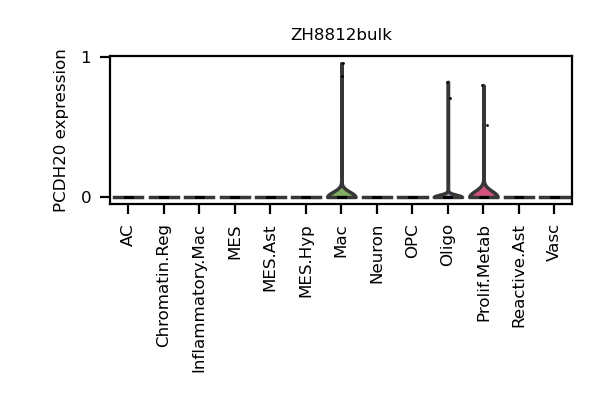 ZH8812bulk
PCDH20 expression
1
0
AC
Chromatin.Reg
Inflammatory.Mac
MES
MES.Ast
MES.Hyp
Mac
Neuron
OPC
Oligo
Prolif.Metab
Reactive.Ast
Vasc